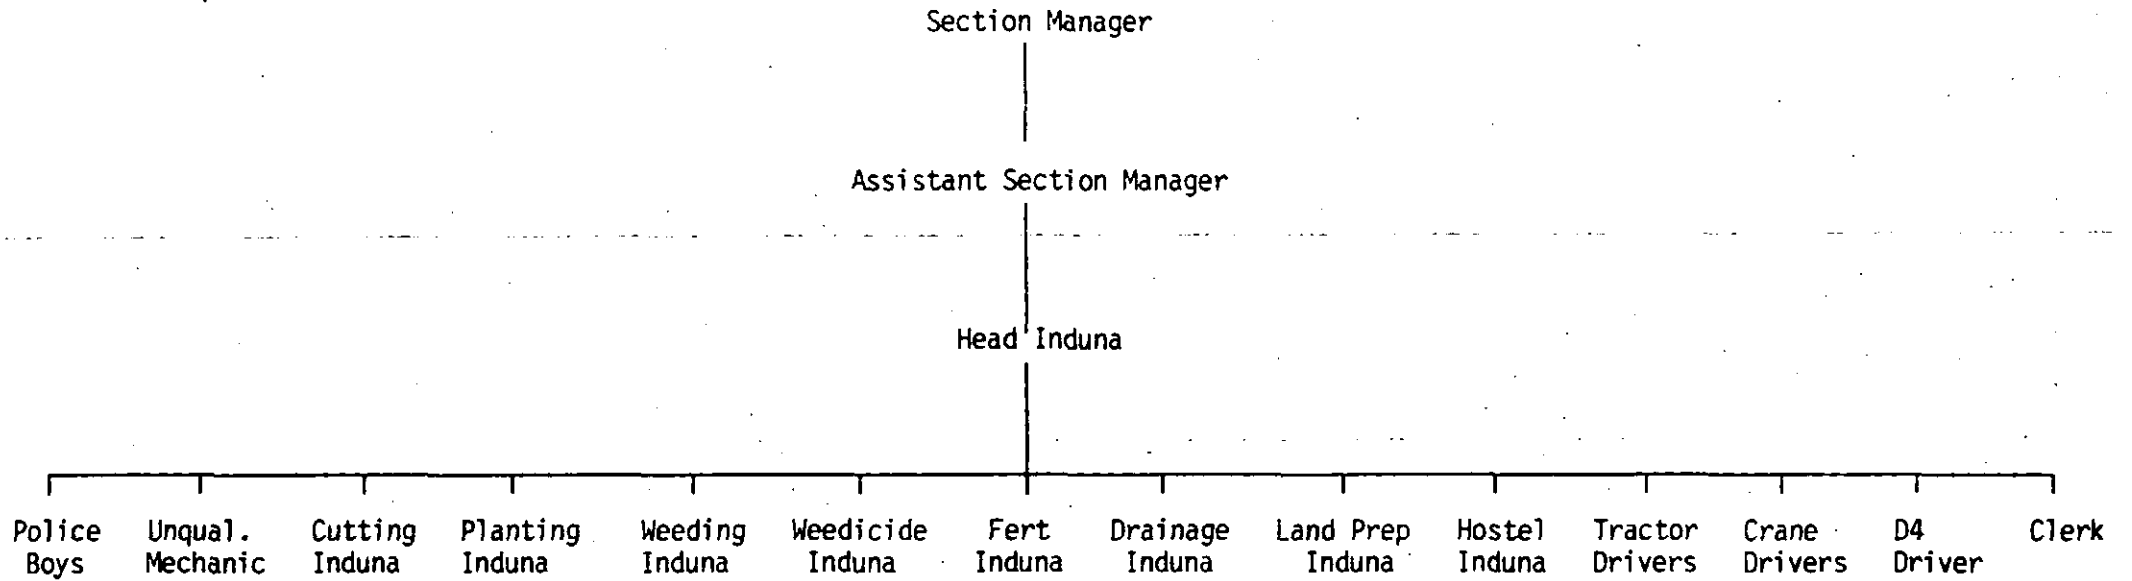 Section Manager
Assistant Section Manager
Head Induna
Police Unqual. Cutting Planting Weeding Weedicide Fert Drainage Land Prep Hostel Tractor Crane D4 Clerk
Boys Mechanic Induna Induna Induna Induna Induna Induna Induna Induna Drivers Drivers Driver